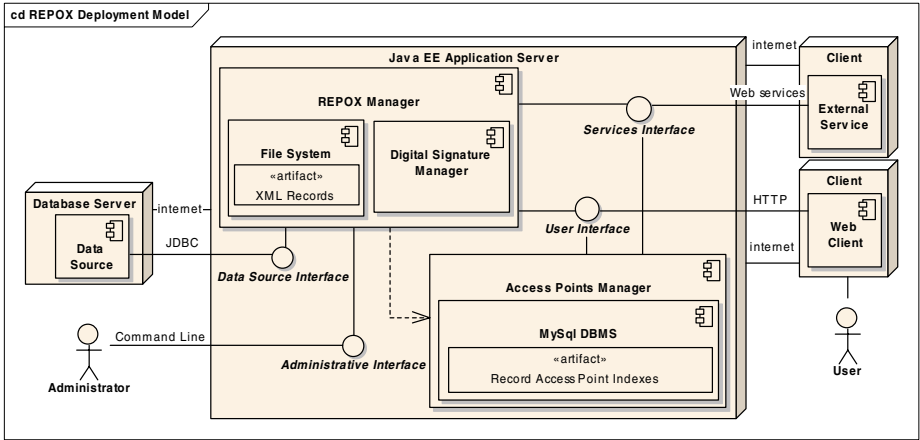 cd REPOX Deployment Model
Java EE Application Server
REPOX Manager
File System
«artifact»
XML Records
Digital Signature
Manager
Services Interface
User Interface
Data Source Interface
Administrative Interface
Access Points Manager
MySql DBMS
«artifact»
Record Access Point Indexes
Database Server
Data
Source
internet
JDBC
Command Line
Administrator
internet
Web services
Client
External
Service
HTTP
internet
Client
Web
Client
User